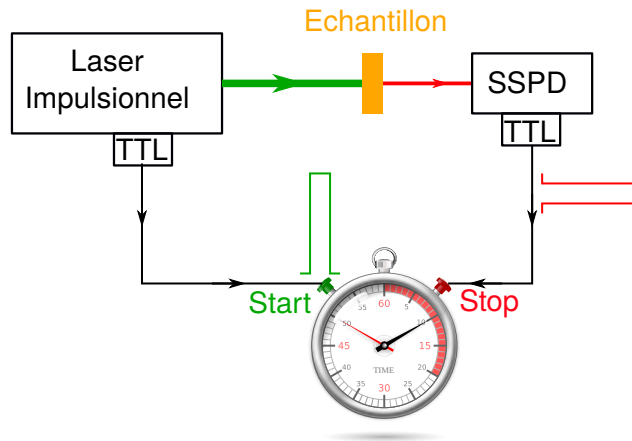 Echantillon
Laser
Impulsionnel
SSPD
TTL
TTL
Start
Stop
60
55
5
50
10
45
15
40
20
TIME
35
25
30